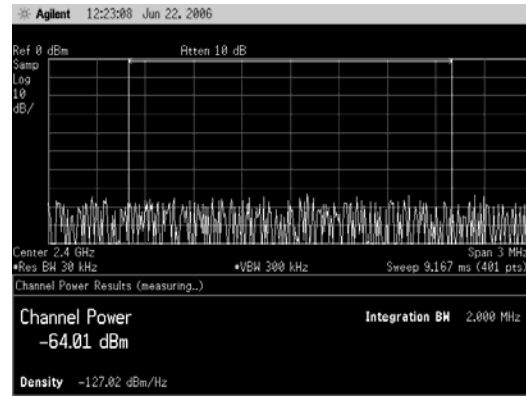 Agilent 12:23:08 Jun 22, 2006
Ref 0 dBm Atten 10 dB
Samp
Log
10
dB/
Center 2.4 GHz Span 3 MHz
•Res BW 30 kHz •VBW 300 kHz Sweep 9.167 ms (401 pts)
Channel Power Results (measuring..)
Channel Power Integration BW 2.000 MHz
-64.01 dBm
Density -127.02 dBm/Hz